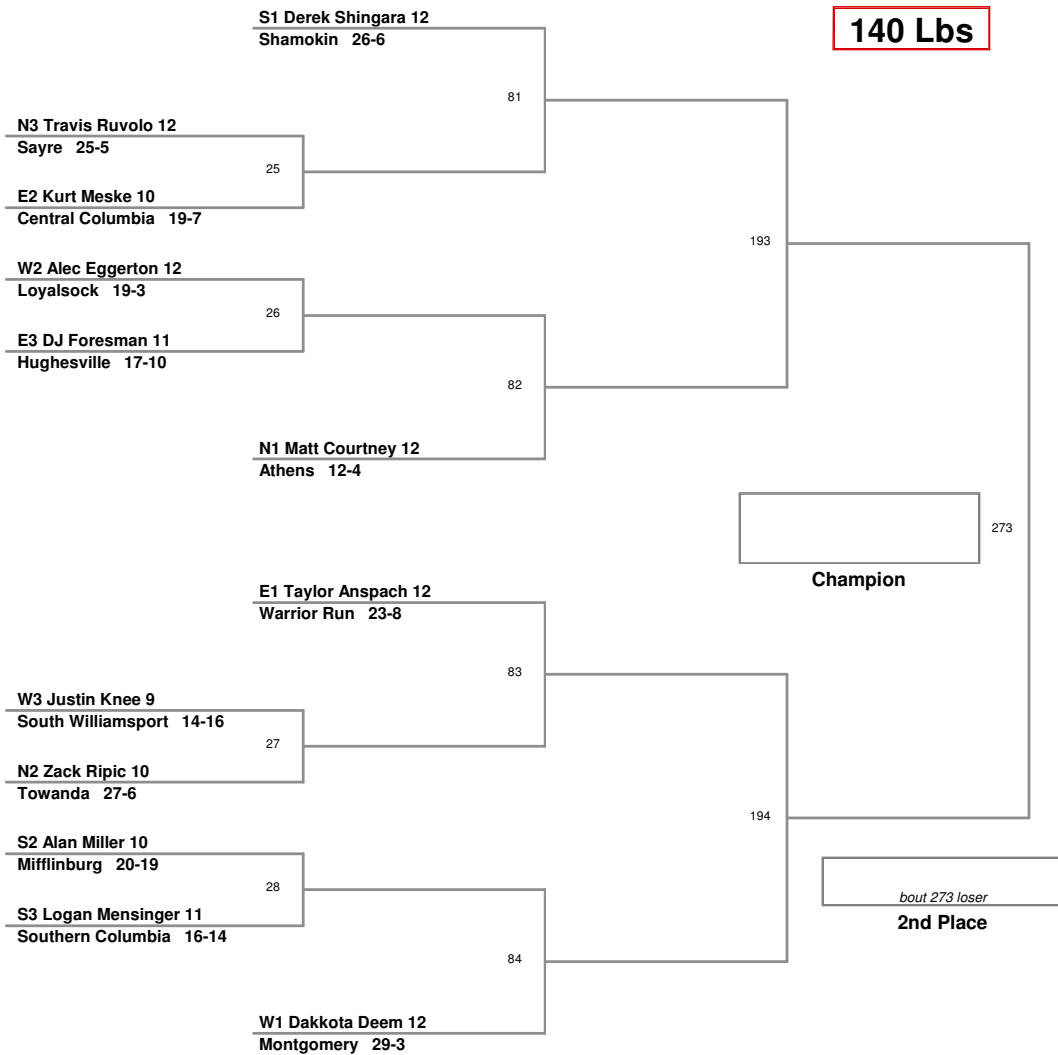 S1 Derek Shingara 12
140 Lbs
Shamokin 26-6
81
N3 Travis Ruvolo 12
Sayre 25-5
25
E2 Kurt Meske 10
Central Columbia 19-7
193
W2 Alec Eggerton 12
Loyalsock 19-3
26
E3 DJ Foresman 11
Hughesville 17-10
82
N1 Matt Courtney 12
Athens 12-4
273
Champion
E1 Taylor Anspach 12
Warrior Run 23-8
83
W3 Justin Knee 9
South Williamsport 14-16
27
N2 Zack Ripic 10
Towanda 27-6
194
S2 Alan Miller 10
Mifflinburg 20-19
28
bout 273 loser
S3 Logan Mensinger 11
2nd Place
Southern Columbia 16-14
84
W1 Dakkota Deem 12
Montgomery 29-3